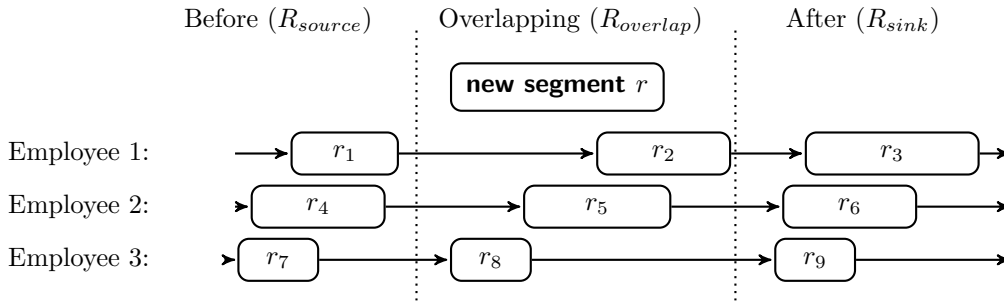 Before (R_source) Overlapping (R_overlap) After (R_sink)
new segment r
Employee 1: r_1 r_2 r_3
Employee 2: r_4 r_5 r_6
Employee 3: r_7 r_8 r_9